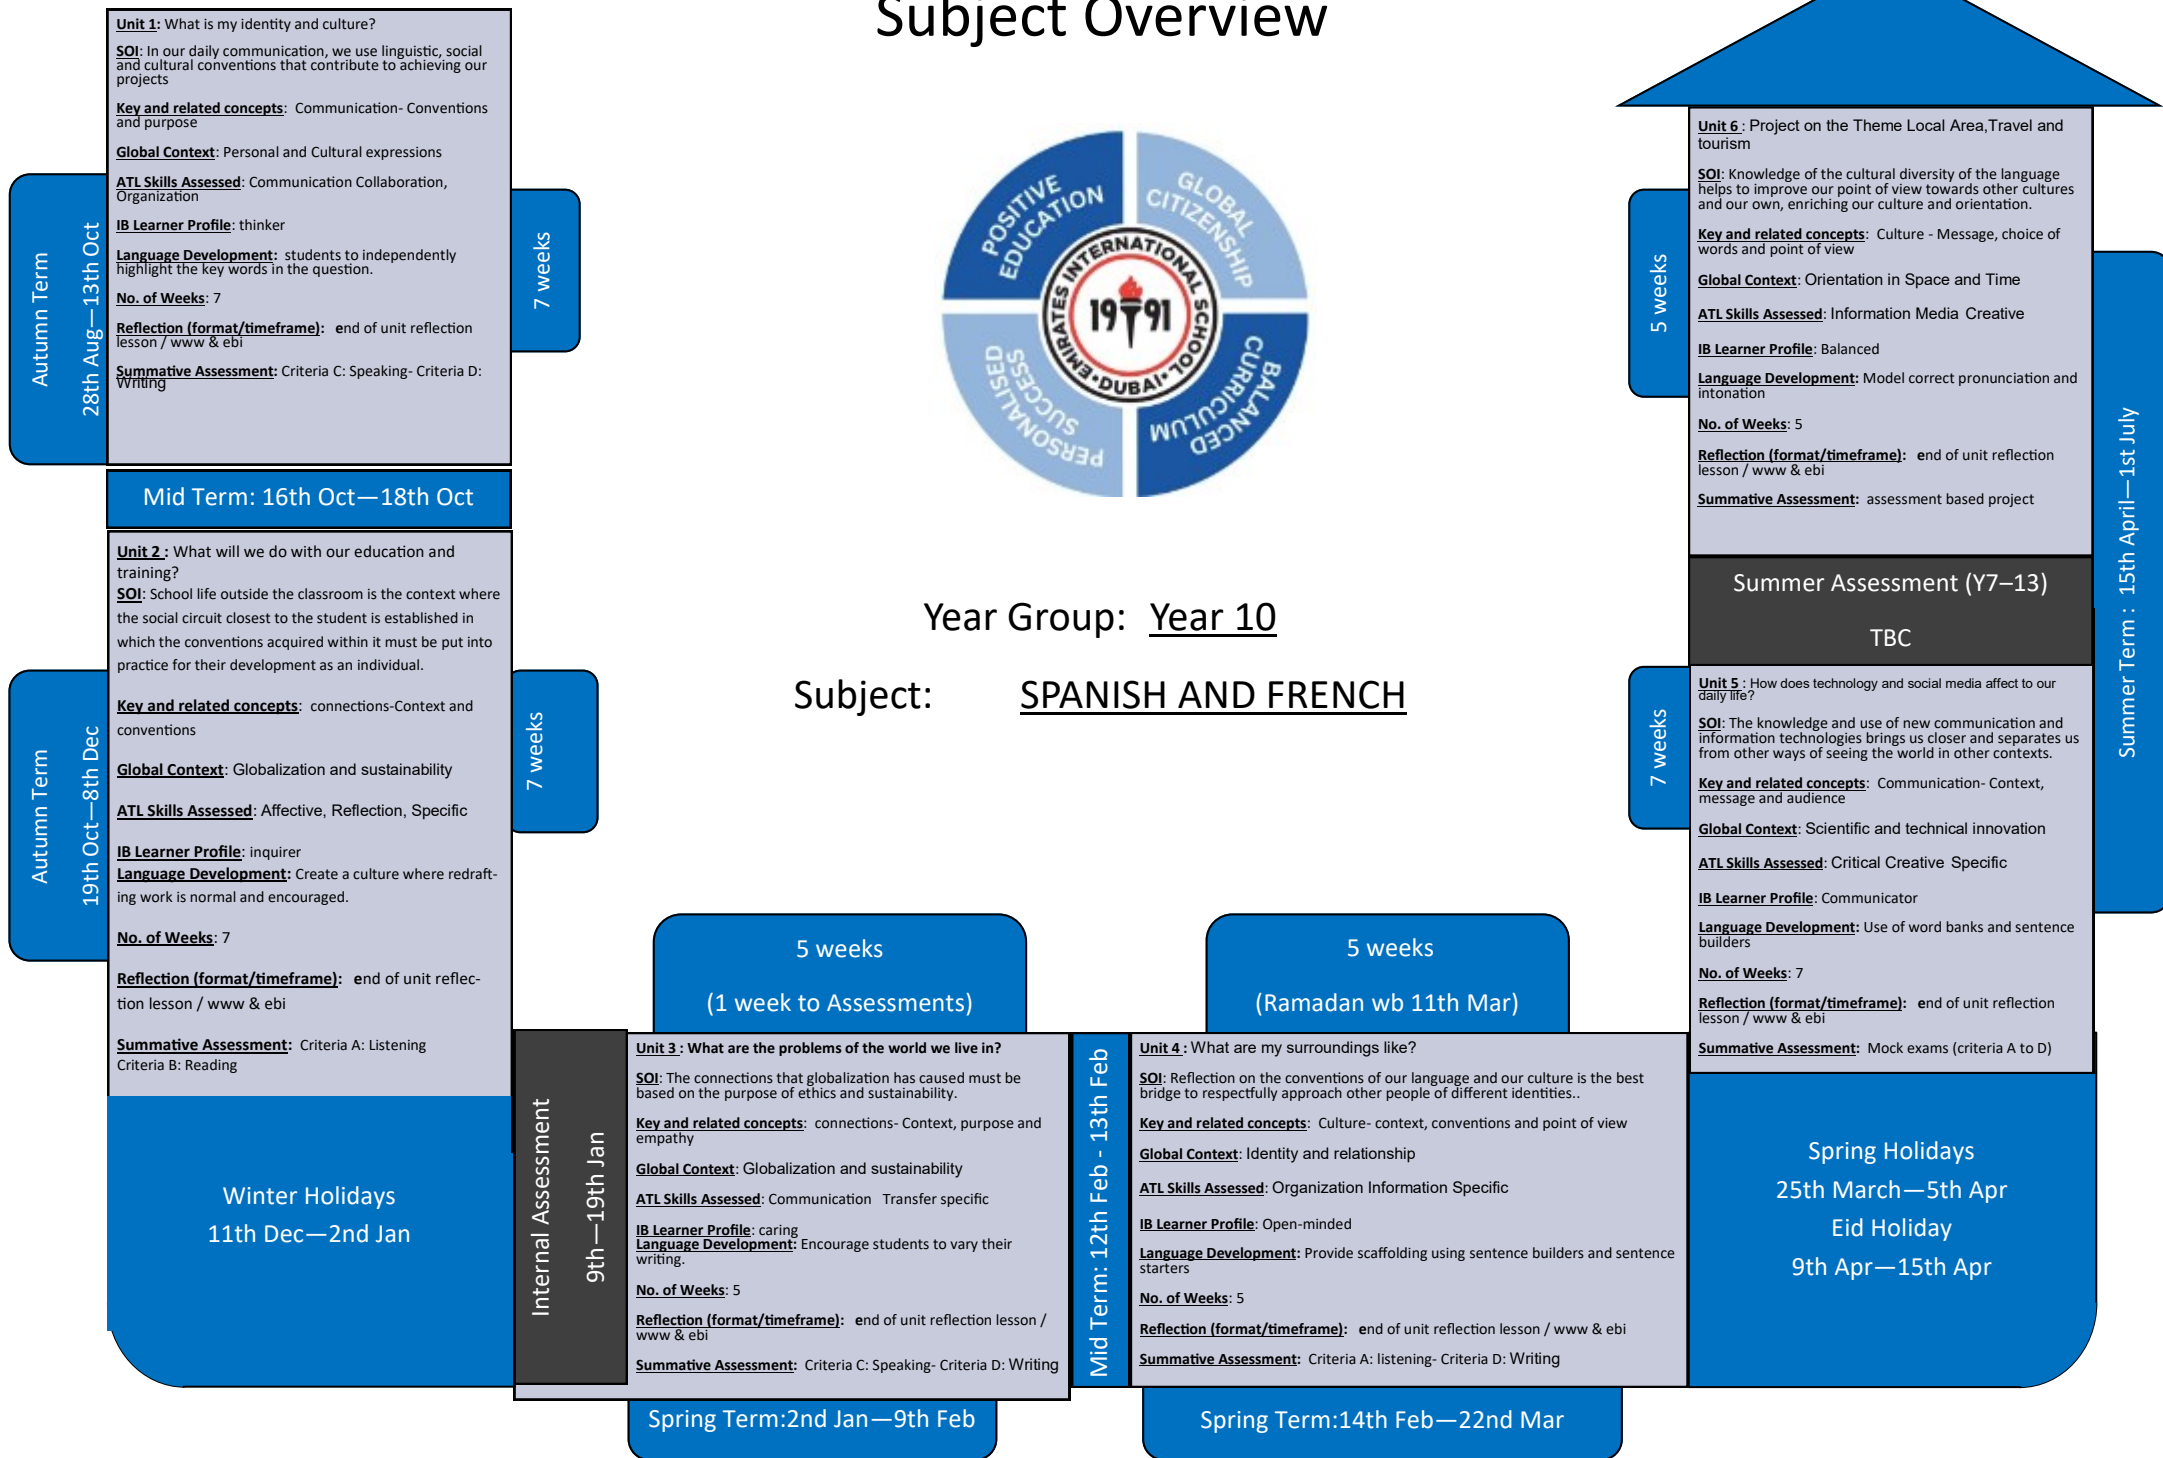 Subject Overview
Unit 1: What is my identity and culture?
SOI: In our daily communication, we use linguistic, social
and cultural conventions that contribute to achieving our
projects
Key and related concepts:  Communication- Conventions
and purpose
Global Context: Personal and Cultural expressions
ATL Skills Assessed: Communication Collaboration,
Organization
IB Learner Profile: thinker
Language Development:  students to independently
highlight the key words in the question.
No. of Weeks: 7
Reflection (format/timeframe):  end of unit reflection
lesson / www & ebi
Summative Assessment: Criteria C: Speaking- Criteria D:
Writing
Autumn Term
28th Aug—13th Oct
7 weeks
Mid Term: 16th Oct—18th Oct
Unit 2 : What will we do with our education and
training?
SOI: School life outside the classroom is the context where
the social circuit closest to the student is established in
which the conventions acquired within it must be put into
practice for their development as an individual.
Key and related concepts:  connections-Context and
conventions
Global Context: Globalization and sustainability
ATL Skills Assessed: Affective, Reflection, Specific
IB Learner Profile: inquirer
Language Development: Create a culture where redraft-
ing work is normal and encouraged.
No. of Weeks: 7
Reflection (format/timeframe):  end of unit reflec-
tion lesson / www & ebi
Summative Assessment:  Criteria A: Listening
Criteria B: Reading
Autumn Term
19th Oct—8th Dec
7 weeks
Winter Holidays
11th Dec—2nd Jan
POSITIVE
EDUCATION
GLOBAL
CITIZENSHIP
BALANCED
CURRICULUM
PERSONALISED
SUCCESS
EMIRATES INTERNATIONAL SCHOOL
•DUBAI•
1991
Year Group:  Year 10
Subject:  SPANISH AND FRENCH
Internal Assessment
9th—19th Jan
5 weeks
(1 week to Assessments)
Unit 3 : What are the problems of the world we live in?
SOI: The connections that globalization has caused must be
based on the purpose of ethics and sustainability.
Key and related concepts:  connections- Context, purpose and
empathy
Global Context: Globalization and sustainability
ATL Skills Assessed: Communication  Transfer specific
IB Learner Profile: caring
Language Development: Encourage students to vary their
writing.
No. of Weeks: 5
Reflection (format/timeframe):  end of unit reflection lesson /
www & ebi
Summative Assessment:  Criteria C: Speaking- Criteria D: Writing
Spring Term:2nd Jan—9th Feb
Mid Term: 12th Feb - 13th Feb
5 weeks
(Ramadan wb 11th Mar)
Unit 4 : What are my surroundings like?
SOI: Reflection on the conventions of our language and our culture is the best
bridge to respectfully approach other people of different identities..
Key and related concepts:  Culture- context, conventions and point of view
Global Context: Identity and relationship
ATL Skills Assessed: Organization Information Specific
IB Learner Profile: Open-minded
Language Development: Provide scaffolding using sentence builders and sentence
starters
No. of Weeks: 5
Reflection (format/timeframe):  end of unit reflection lesson / www & ebi
Summative Assessment:  Criteria A: listening- Criteria D: Writing
Spring Term:14th Feb—22nd Mar
Spring Holidays
25th March—5th Apr
Eid Holiday
9th Apr—15th Apr
Unit 6 : Project on the Theme Local Area,Travel and
tourism
SOI: Knowledge of the cultural diversity of the language
helps to improve our point of view towards other cultures
and our own, enriching our culture and orientation.
Key and related concepts:  Culture - Message, choice of
words and point of view
Global Context: Orientation in Space and Time
ATL Skills Assessed: Information Media Creative
IB Learner Profile: Balanced
Language Development: Model correct pronunciation and
intonation
No. of Weeks: 5
Reflection (format/timeframe):  end of unit reflection
lesson / www & ebi
Summative Assessment:  assessment based project
5 weeks
Summer Assessment (Y7–13)
TBC
Unit 5 : How does technology and social media affect to our
daily life?
SOI: The knowledge and use of new communication and
information technologies brings us closer and separates us
from other ways of seeing the world in other contexts.
Key and related concepts:  Communication- Context,
message and audience
Global Context: Scientific and technical innovation
ATL Skills Assessed: Critical Creative Specific
IB Learner Profile: Communicator
Language Development: Use of word banks and sentence
builders
No. of Weeks: 7
Reflection (format/timeframe):  end of unit reflection
lesson / www & ebi
Summative Assessment:  Mock exams (criteria A to D)
7 weeks
Summer Term :  15th April—1st July